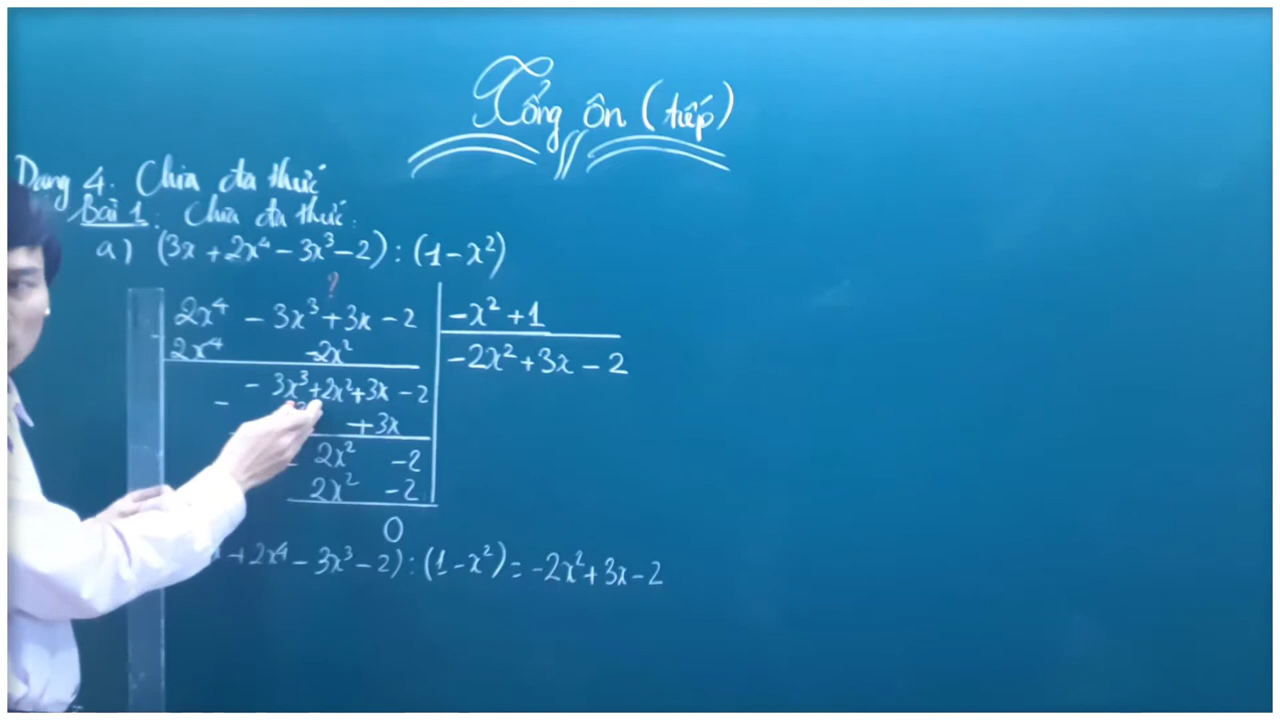 Tổng ôn (tiếp)
Dạng 4. Chia đa thức
Bài 1: Chia đa thức.
a) (3x + 2x⁴ - 3x³ - 2) : (1 - x²)
?
2x⁴ - 3x³ + 3x - 2 | -x² + 1
- 2x⁴ - 2x² | -2x² + 3x - 2
- 3x³ + 2x² + 3x - 2
- + 3x
2x² - 2
- 2x² - 2
0
+ 2x⁴ - 3x³ - 2) : (1 - x²) = -2x² + 3x - 2